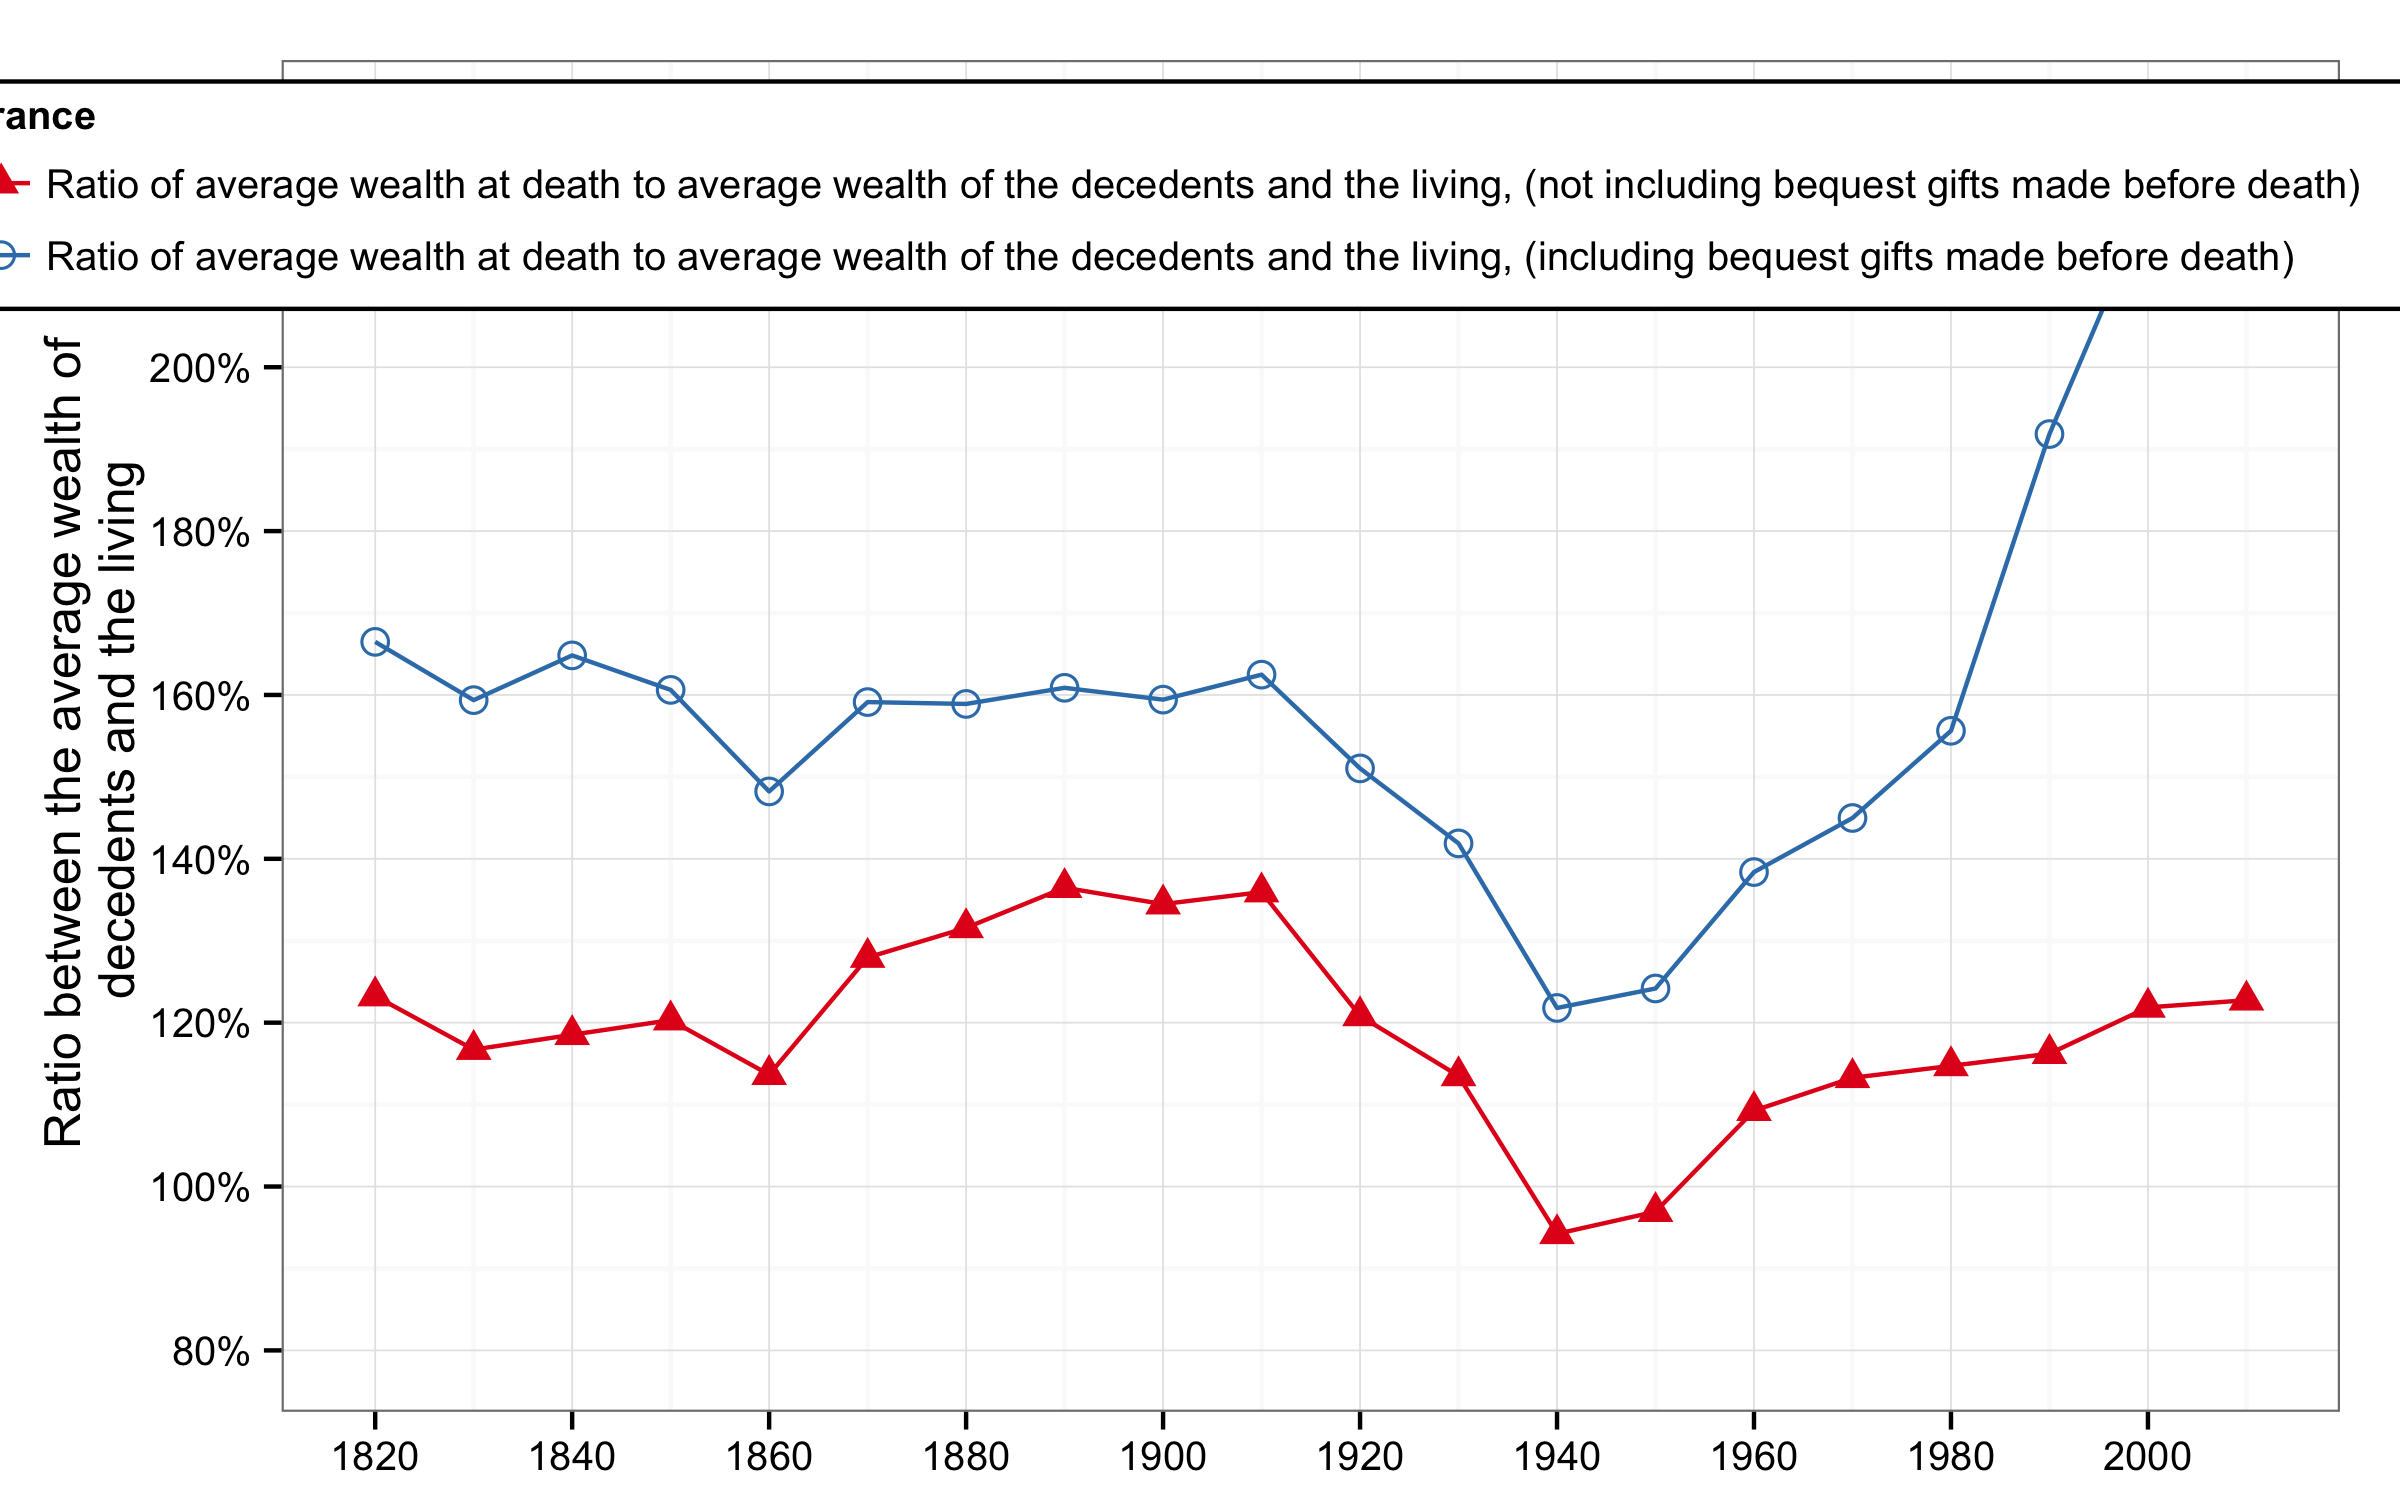 rance
Ratio of average wealth at death to average wealth of the decedents and the living, (not including bequest gifts made before death)
Ratio of average wealth at death to average wealth of the decedents and the living, (including bequest gifts made before death)
Ratio between the average wealth of
decedents and the living
200%
180%
160%
140%
120%
100%
80%
1820 1840 1860 1880 1900 1920 1940 1960 1980 2000